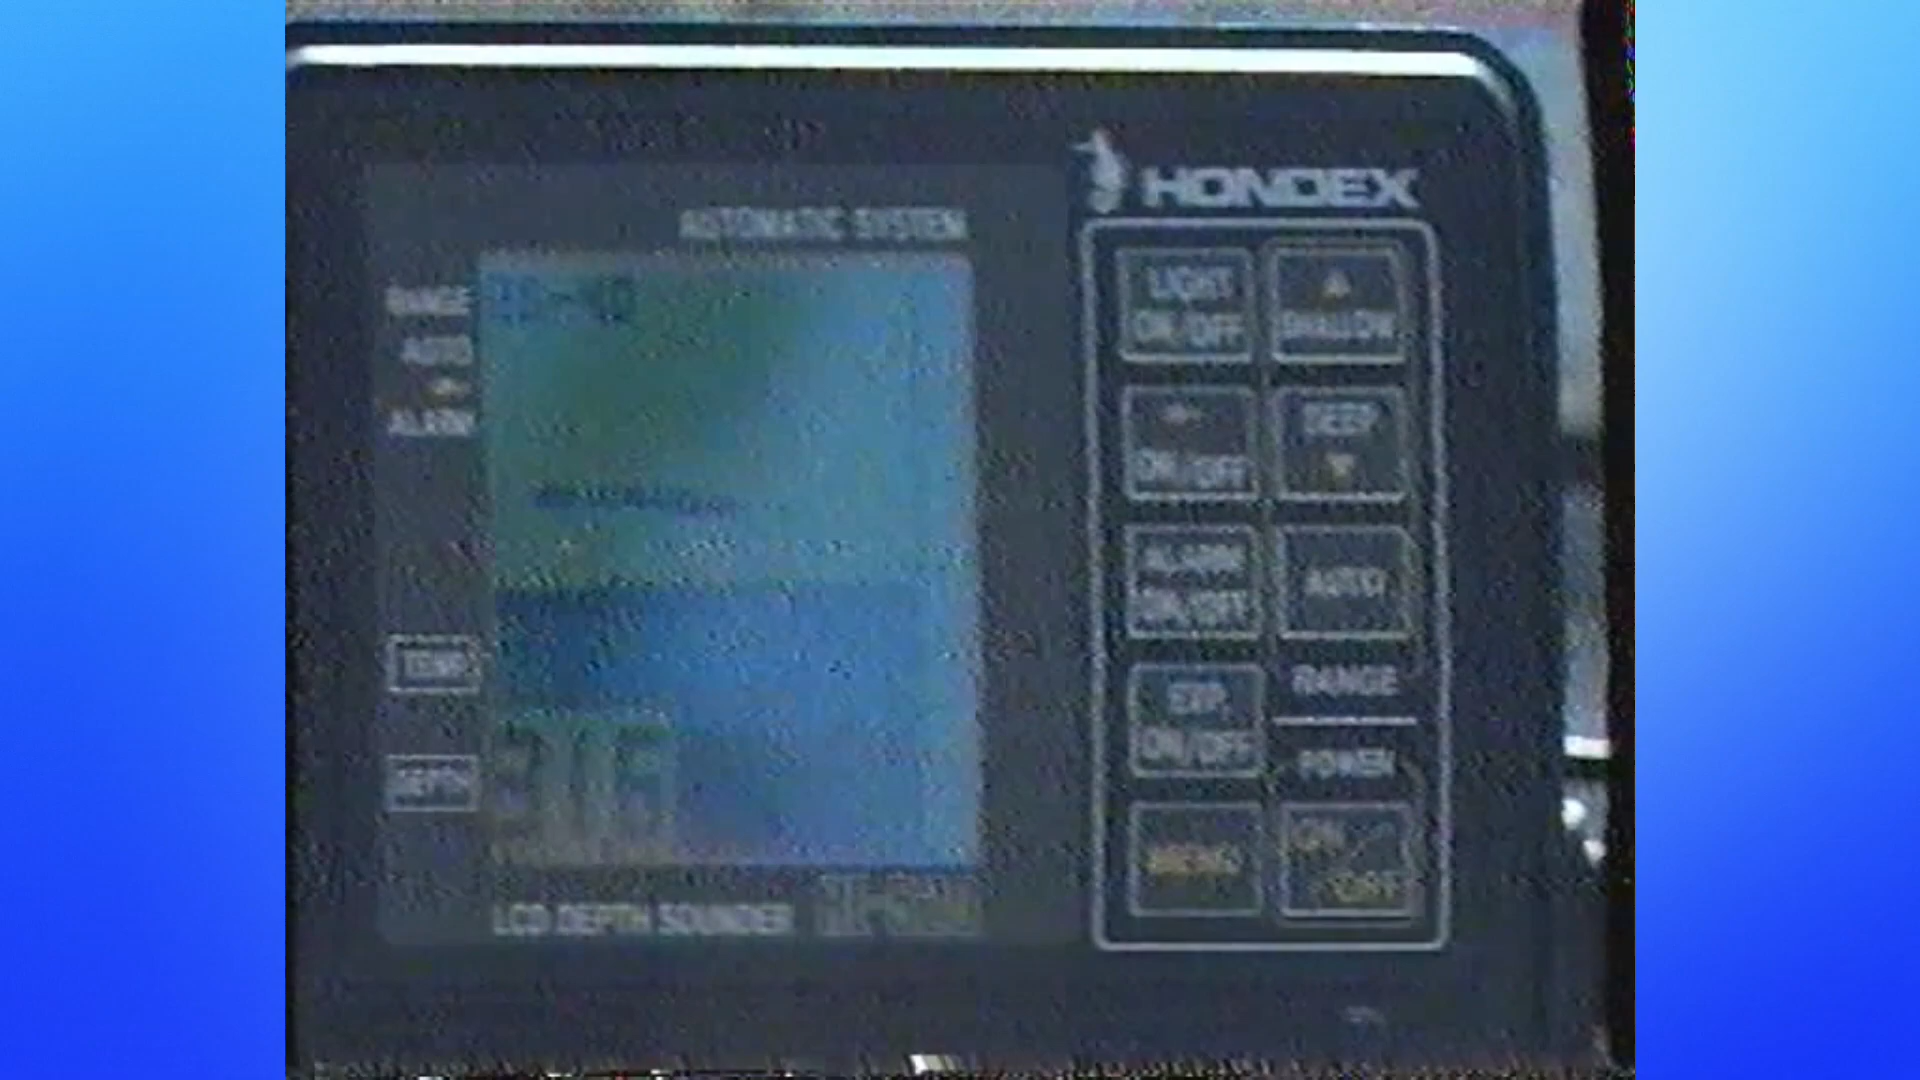 HONDEX
AUTOMATIC SYSTEM
RANGE
AUTO
ALARM
TEMP
DEPTH
LCD DEPTH SOUNDER
LIGHT
ON/OFF
SHALLOW
ON/OFF
DEEP
ALARM
ON/OFF
AUTO
EXP.
ON/OFF
RANGE
POWER
ON/
OFF